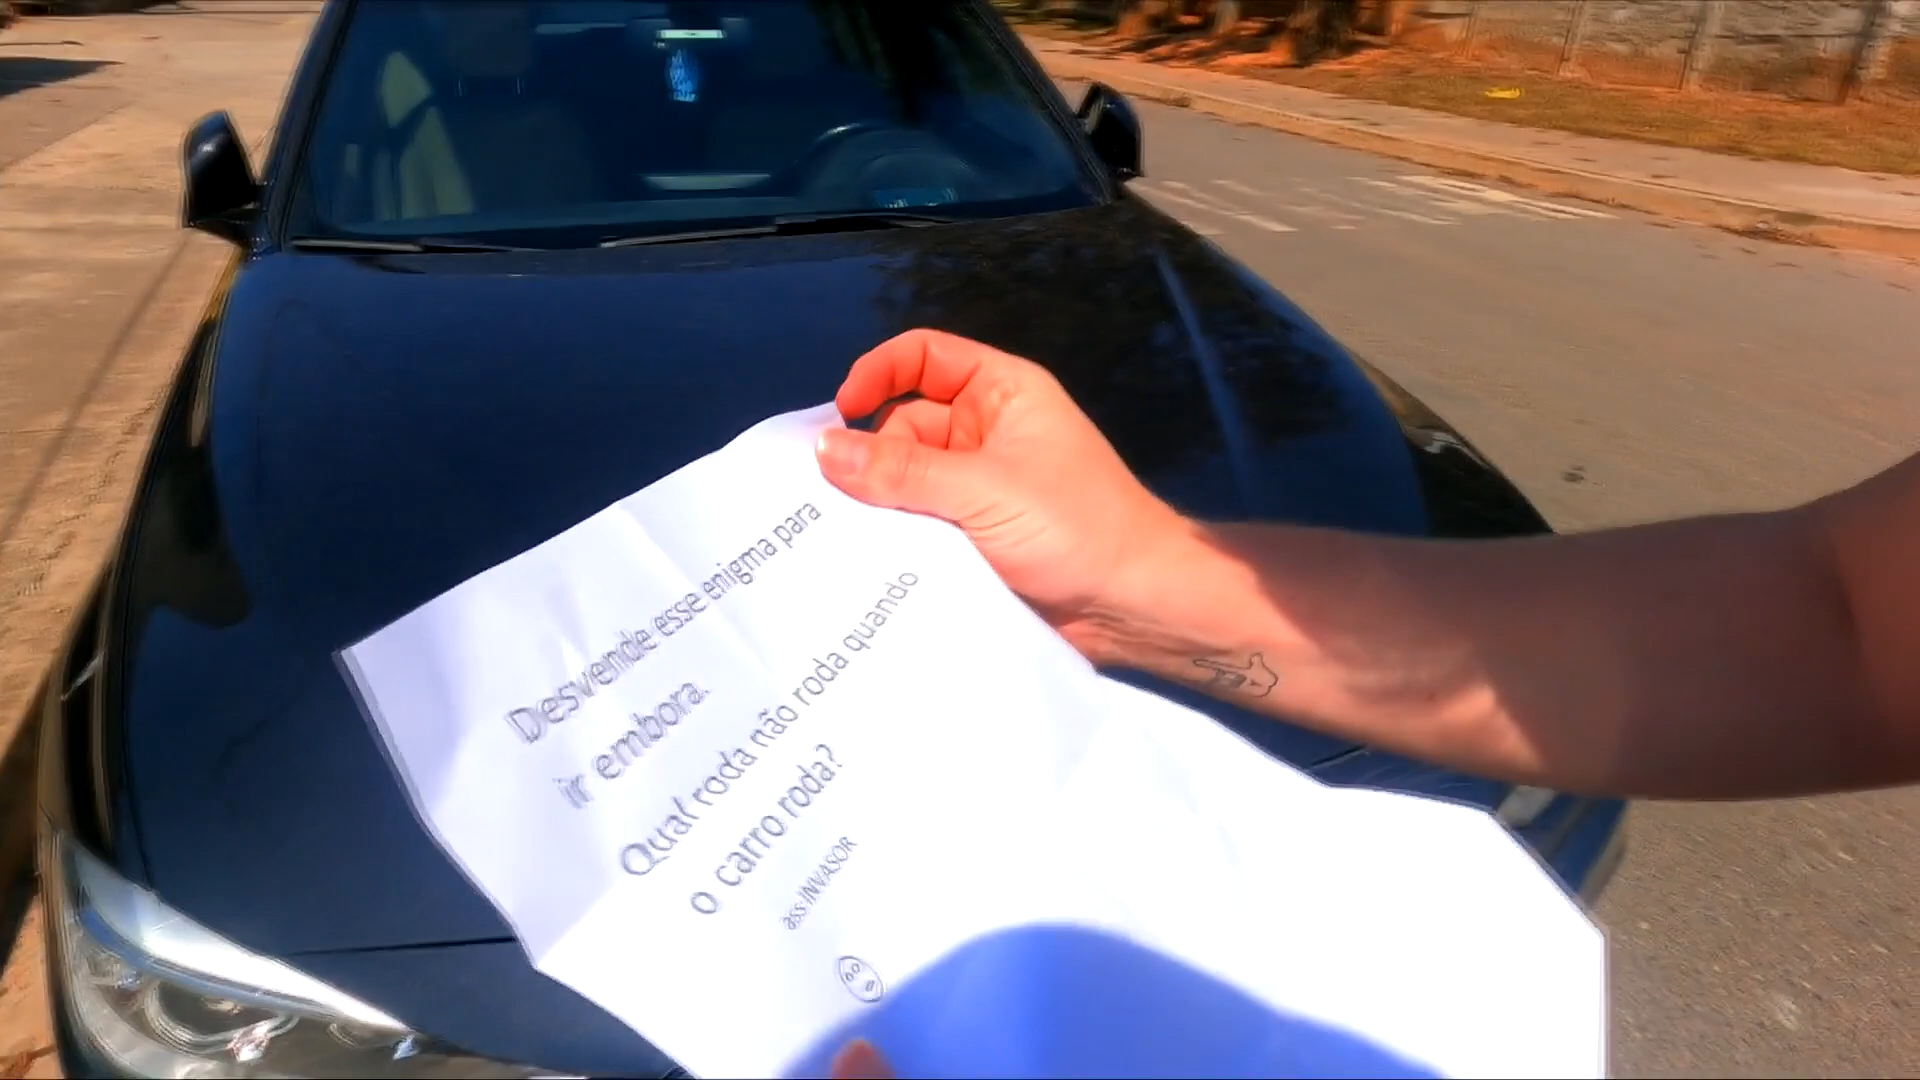 Desvende esse enigma para
ir embora.
Qual roda não roda quando
o carro roda?
ass-INVASOR